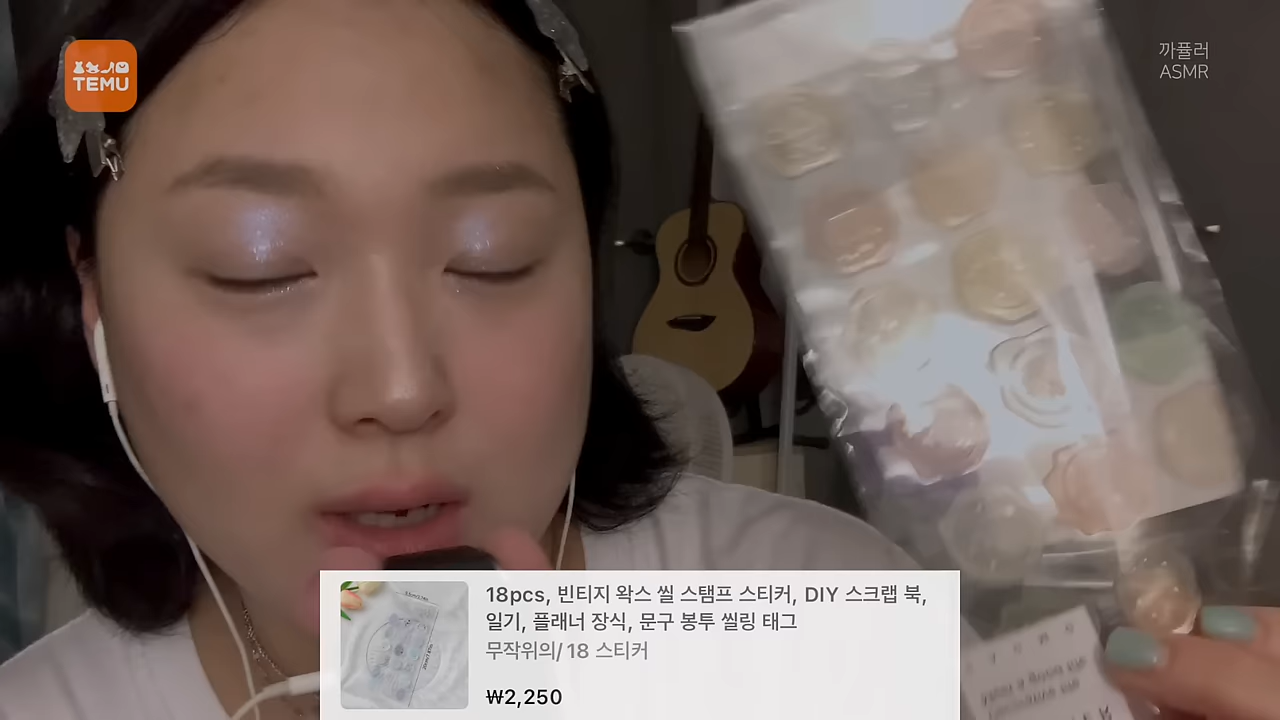 TEMU
까퓰러
ASMR
18pcs, 빈티지 왁스 씰 스탬프 스티커, DIY 스크랩 북,
일기, 플래너 장식, 문구 봉투 씰링 태그
무작위의/ 18 스티커
₩2,250